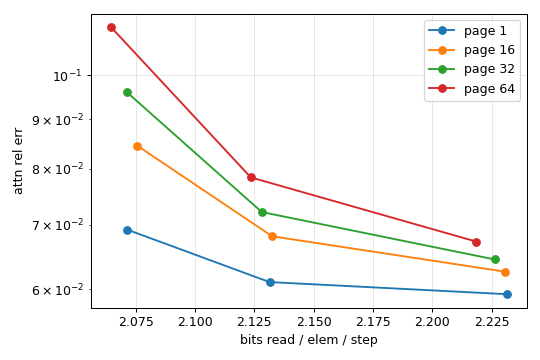 page 1
page 16
page 32
page 64
10⁻¹
9 × 10⁻²
8 × 10⁻²
7 × 10⁻²
6 × 10⁻²
attn rel err
2.075 2.100 2.125 2.150 2.175 2.200 2.225
bits read / elem / step